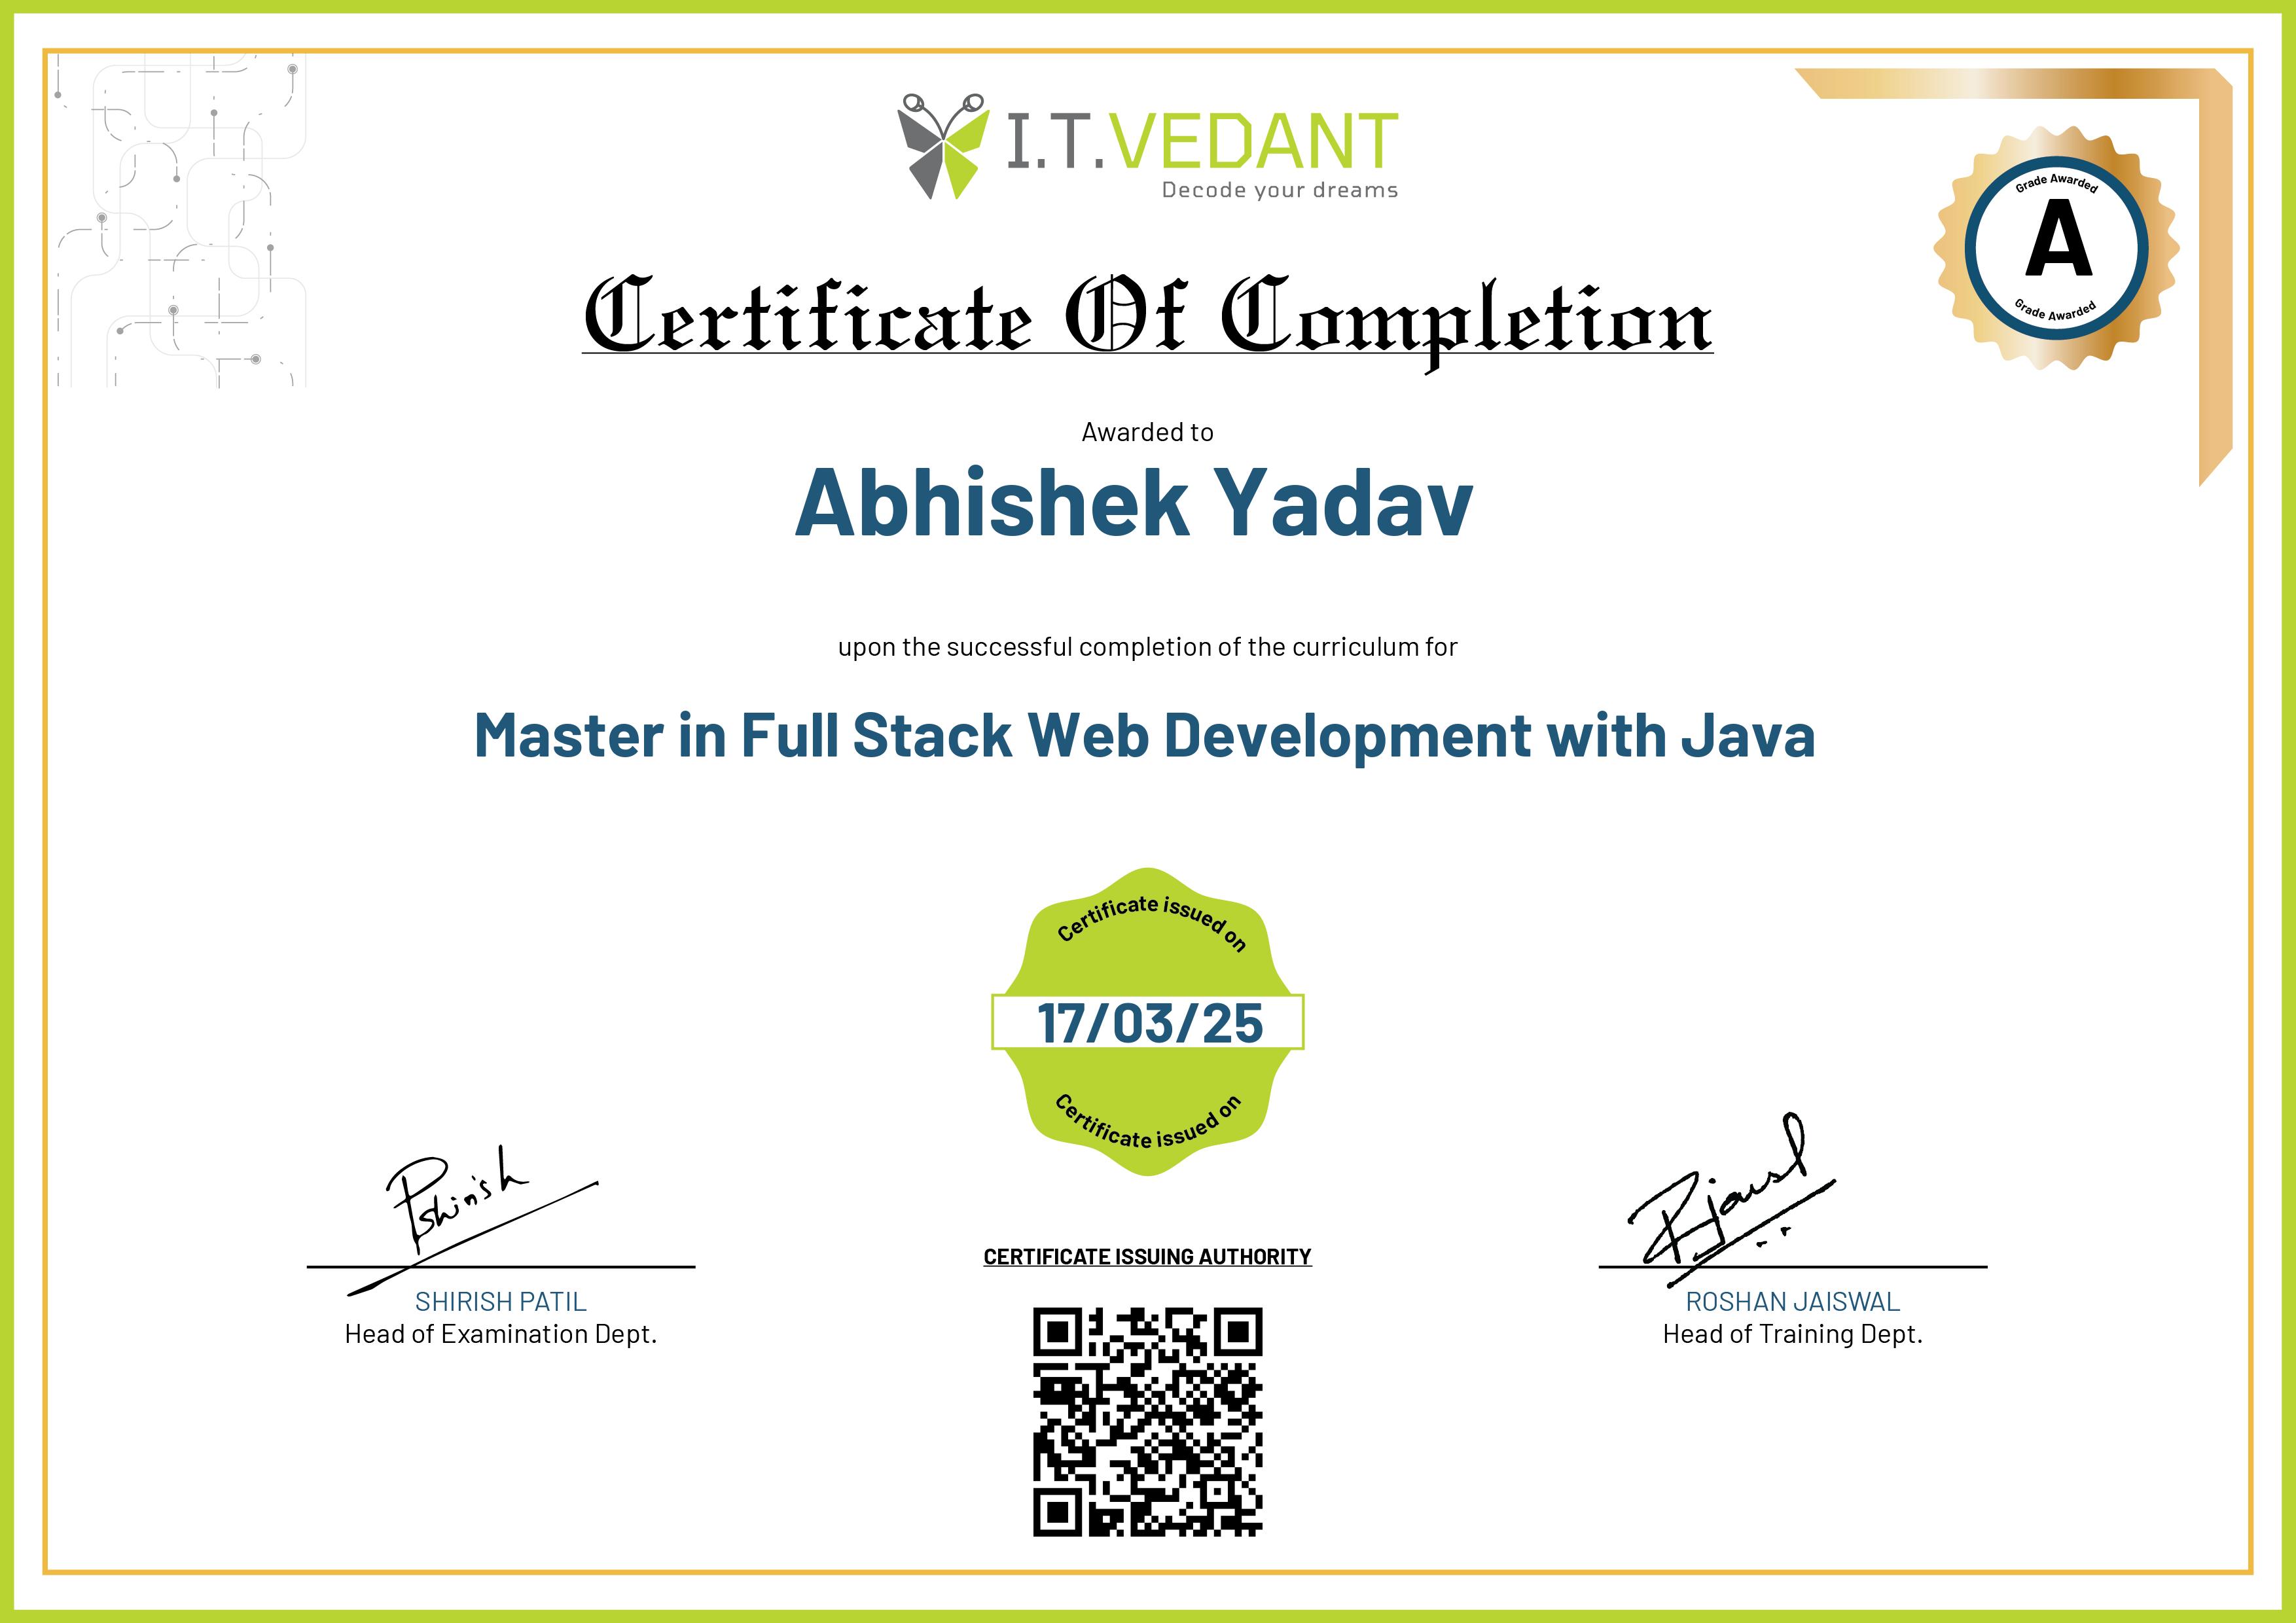 I.T.VEDANT
Decode your dreams
Grade Awarded
A
Grade Awarded
Certificate Of Completion
Awarded to
Abhishek Yadav
upon the successful completion of the curriculum for
Master in Full Stack Web Development with Java
Certificate issued on
17/03/25
Certificate issued on
Pshirish
Rjaiswal
CERTIFICATE ISSUING AUTHORITY
SHIRISH PATIL
Head of Examination Dept.
ROSHAN JAISWAL
Head of Training Dept.